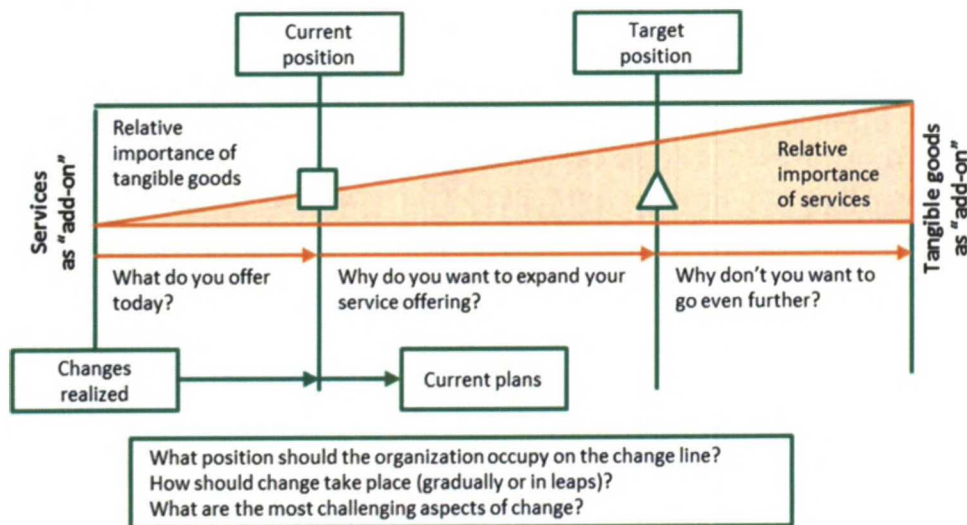 Current
position
Target
position
Relative
importance of
tangible goods
Relative
importance
of services
Services
as "add-on"
Tangible goods
as "add-on"
What do you offer
today?
Why do you want to expand your
service offering?
Why don't you want to
go even further?
Changes
realized
Current plans
What position should the organization occupy on the change line?
How should change take place (gradually or in leaps)?
What are the most challenging aspects of change?